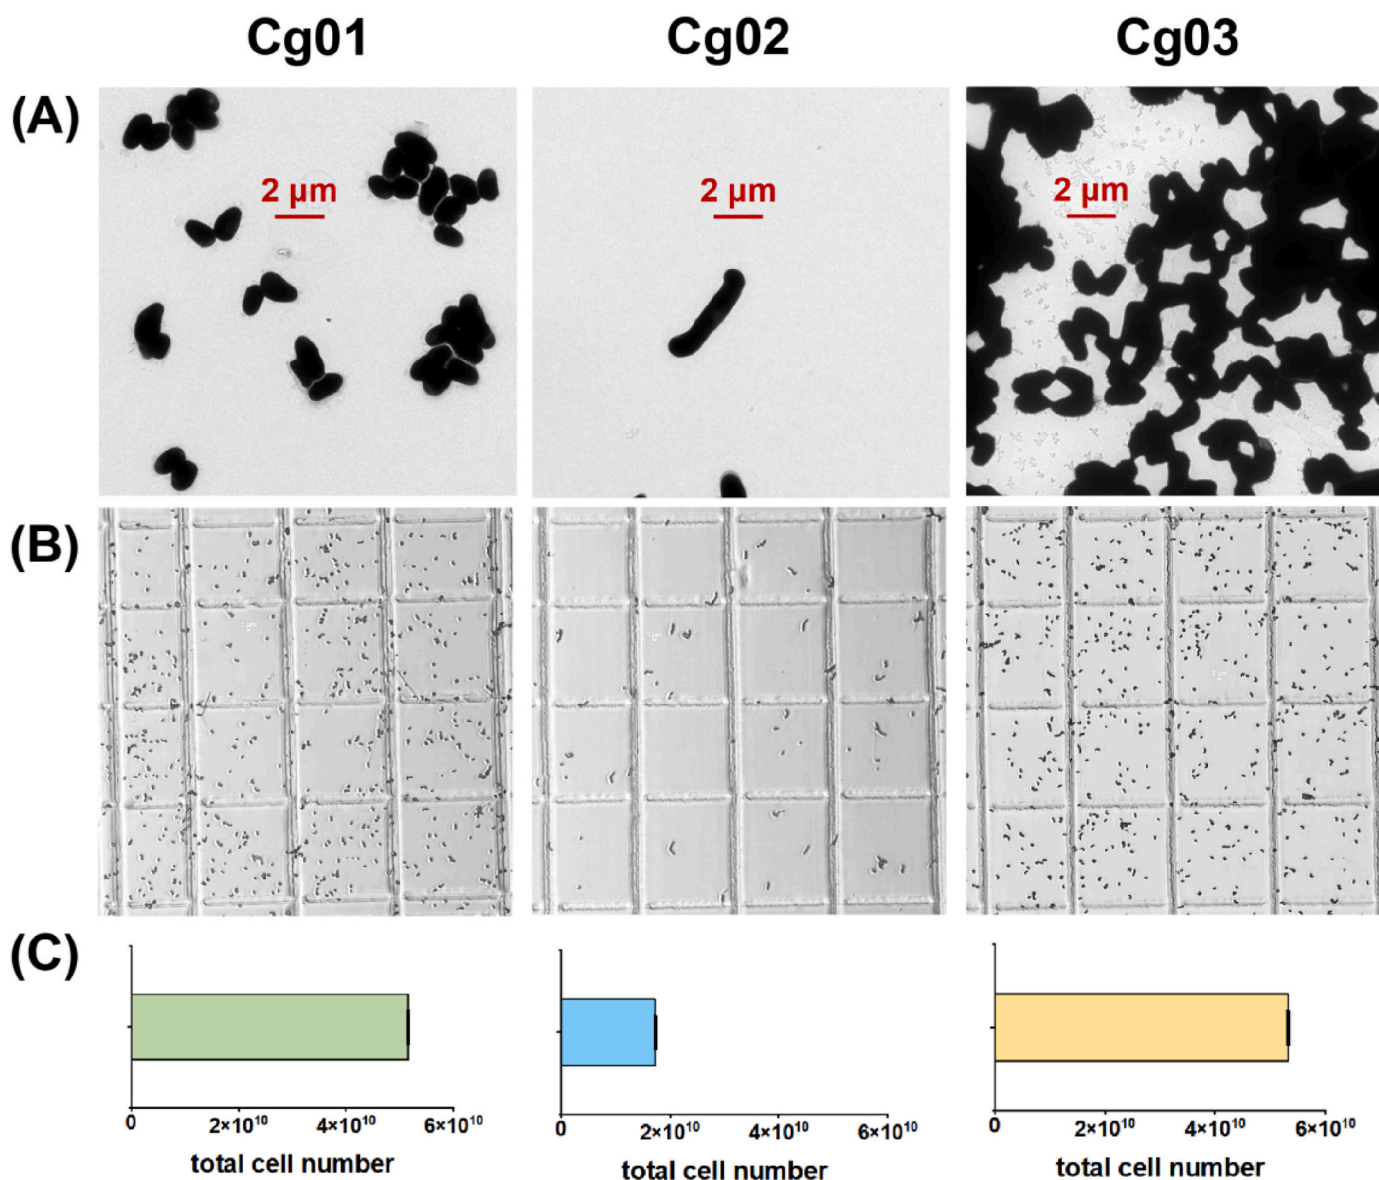 Cg01 Cg02 Cg03
(A)
2 μm 2 μm 2 μm
(B)
(C)
0 2×10¹⁰ 4×10¹⁰ 6×10¹⁰
total cell number
0 2×10¹⁰ 4×10¹⁰ 6×10¹⁰
total cell number
0 2×10¹⁰ 4×10¹⁰ 6×10¹⁰
total cell number